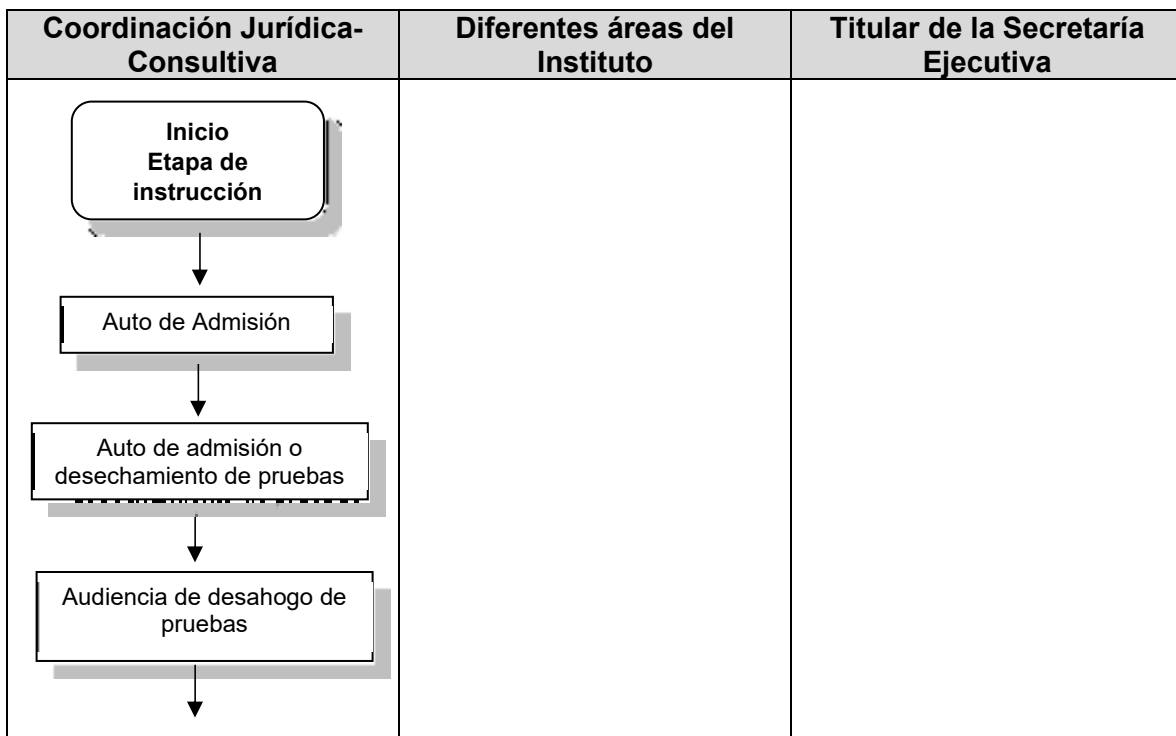 Coordinación Jurídica-
Consultiva
Diferentes áreas del
Instituto
Titular de la Secretaría
Ejecutiva
Inicio
Etapa de
instrucción
Auto de Admisión
Auto de admisión o
desechamiento de pruebas
Audiencia de desahogo de
pruebas